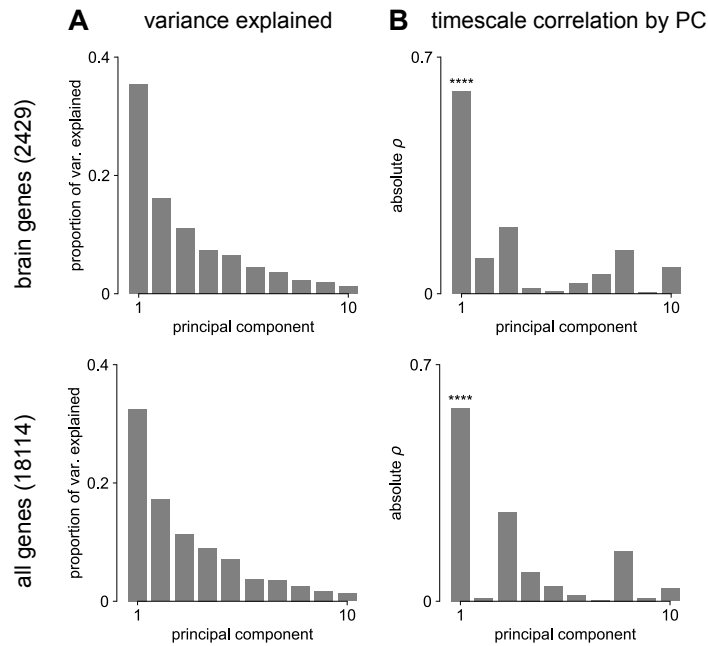 A variance explained
B timescale correlation by PC
brain genes (2429)
proportion of var. explained
0.4
0.2
0
1
10
principal component
absolute ρ
0.7
0
****
1
10
principal component
all genes (18114)
proportion of var. explained
0.4
0.2
0
1
10
principal component
absolute ρ
0.7
0
****
1
10
principal component